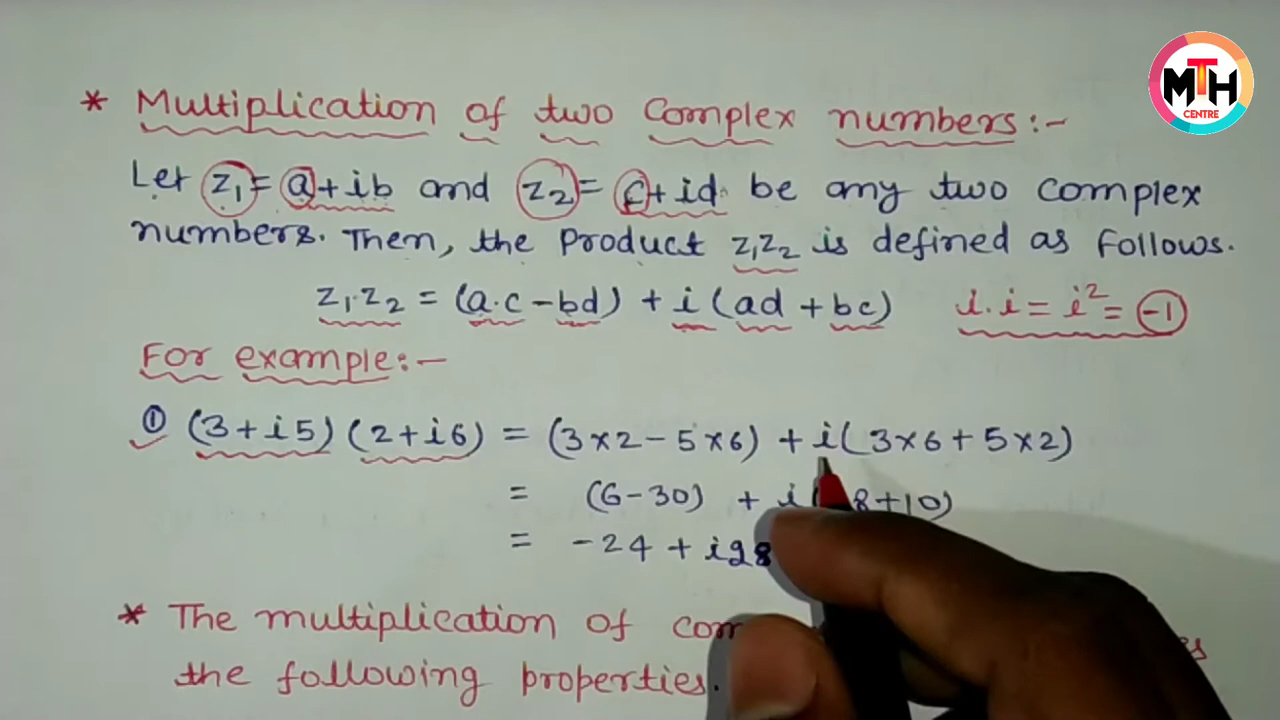 MTH
CENTRE
* Multiplication of two complex numbers:-
Let z₁ = a + ib and z₂ = c + id be any two complex
numbers. Then, the product z₁z₂ is defined as follows.
z₁.z₂ = (a.c - bd) + i (ad + bc) i.i = i² = -1
For example:-
① (3 + i5) (2 + i6) = (3 × 2 - 5 × 6) + i( 3 × 6 + 5 × 2)
= (6 - 30) + i( 8 + 10)
= -24 + i28
* The multiplication of com
the following properties.